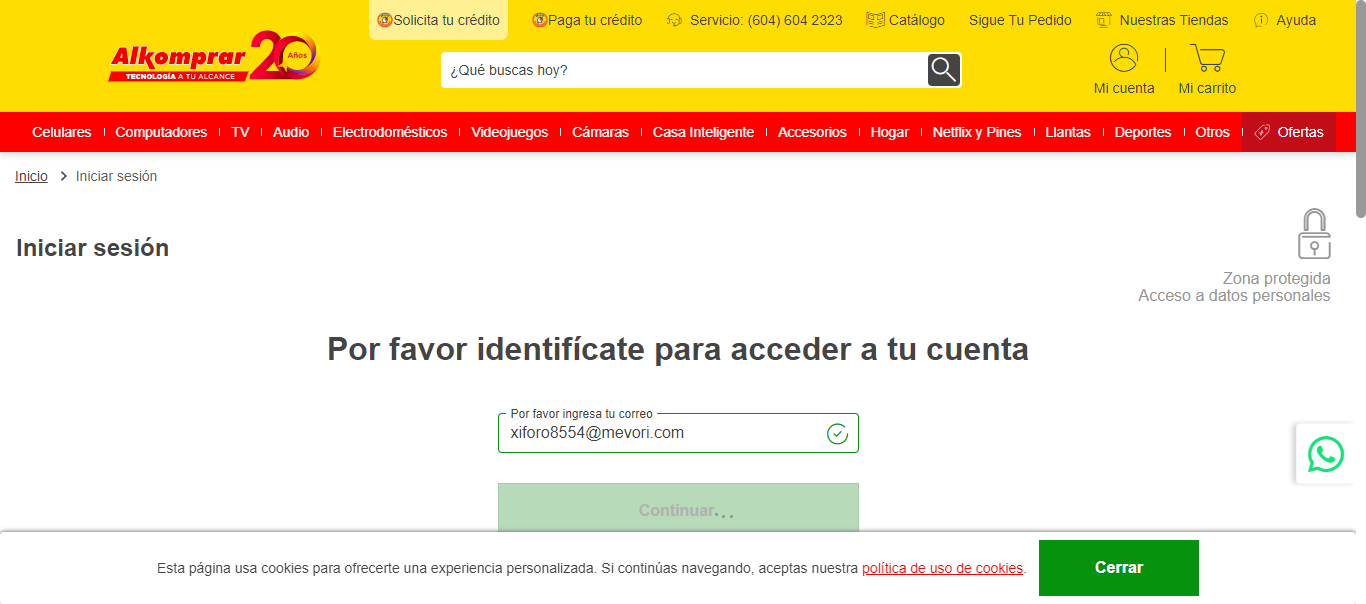 Solicita tu crédito Paga tu crédito Servicio: (604) 604 2323 Catálogo Sigue Tu Pedido Nuestras Tiendas Ayuda
Alkomprar 20 Años
TECNOLOGÍA A TU ALCANCE
¿Qué buscas hoy?
Mi cuenta Mi carrito
Celulares Computadores TV Audio Electrodomésticos Videojuegos Cámaras Casa Inteligente Accesorios Hogar Netflix y Pines Llantas Deportes Otros Ofertas
Inicio > Iniciar sesión
Iniciar sesión
Zona protegida
Acceso a datos personales
Por favor identifícate para acceder a tu cuenta
Por favor ingresa tu correo
xiforo8554@mevori.com
Continuar...
Esta página usa cookies para ofrecerte una experiencia personalizada. Si continúas navegando, aceptas nuestra política de uso de cookies.
Cerrar